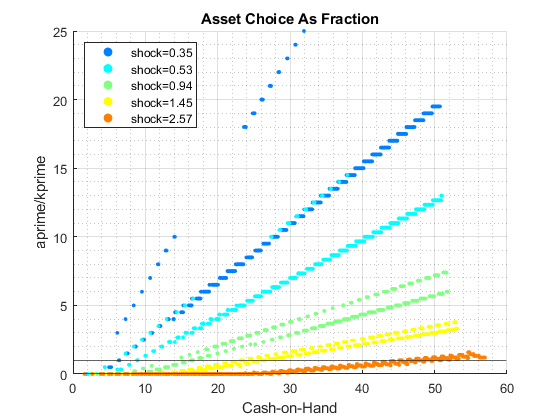 Asset Choice As Fraction
25
20
15
10
5
0
aprime/kprime
shock=0.35
shock=0.53
shock=0.94
shock=1.45
shock=2.57
0 10 20 30 40 50 60
Cash-on-Hand